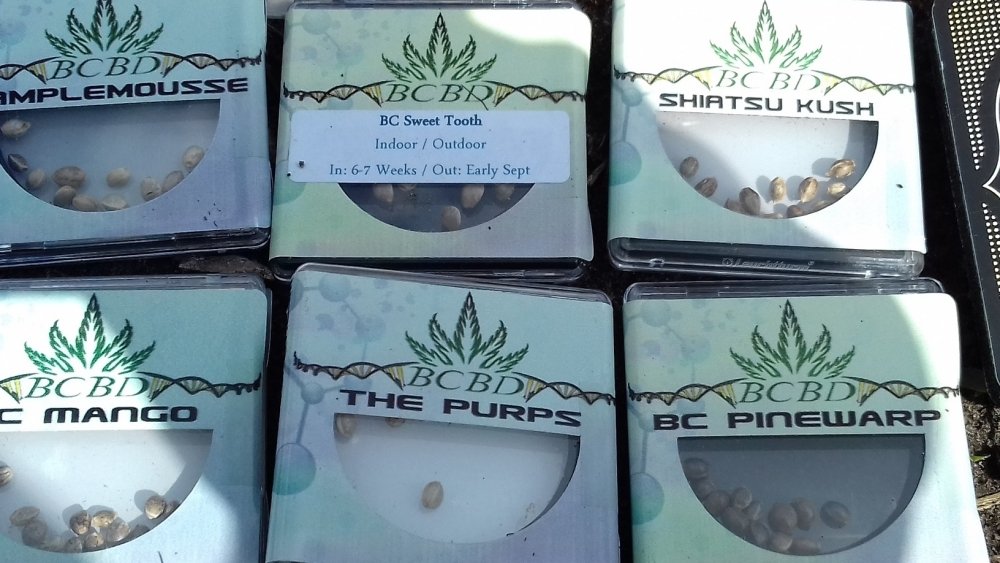 BCBD
AMPLEMOUSSE
BCBD
BC Sweet Tooth
Indoor / Outdoor
In: 6-7 Weeks / Out: Early Sept
BCBD
SHIATSU KUSH
BCBD
C MANGO
BCBD
THE PURPS
BCBD
BC PINEWARP